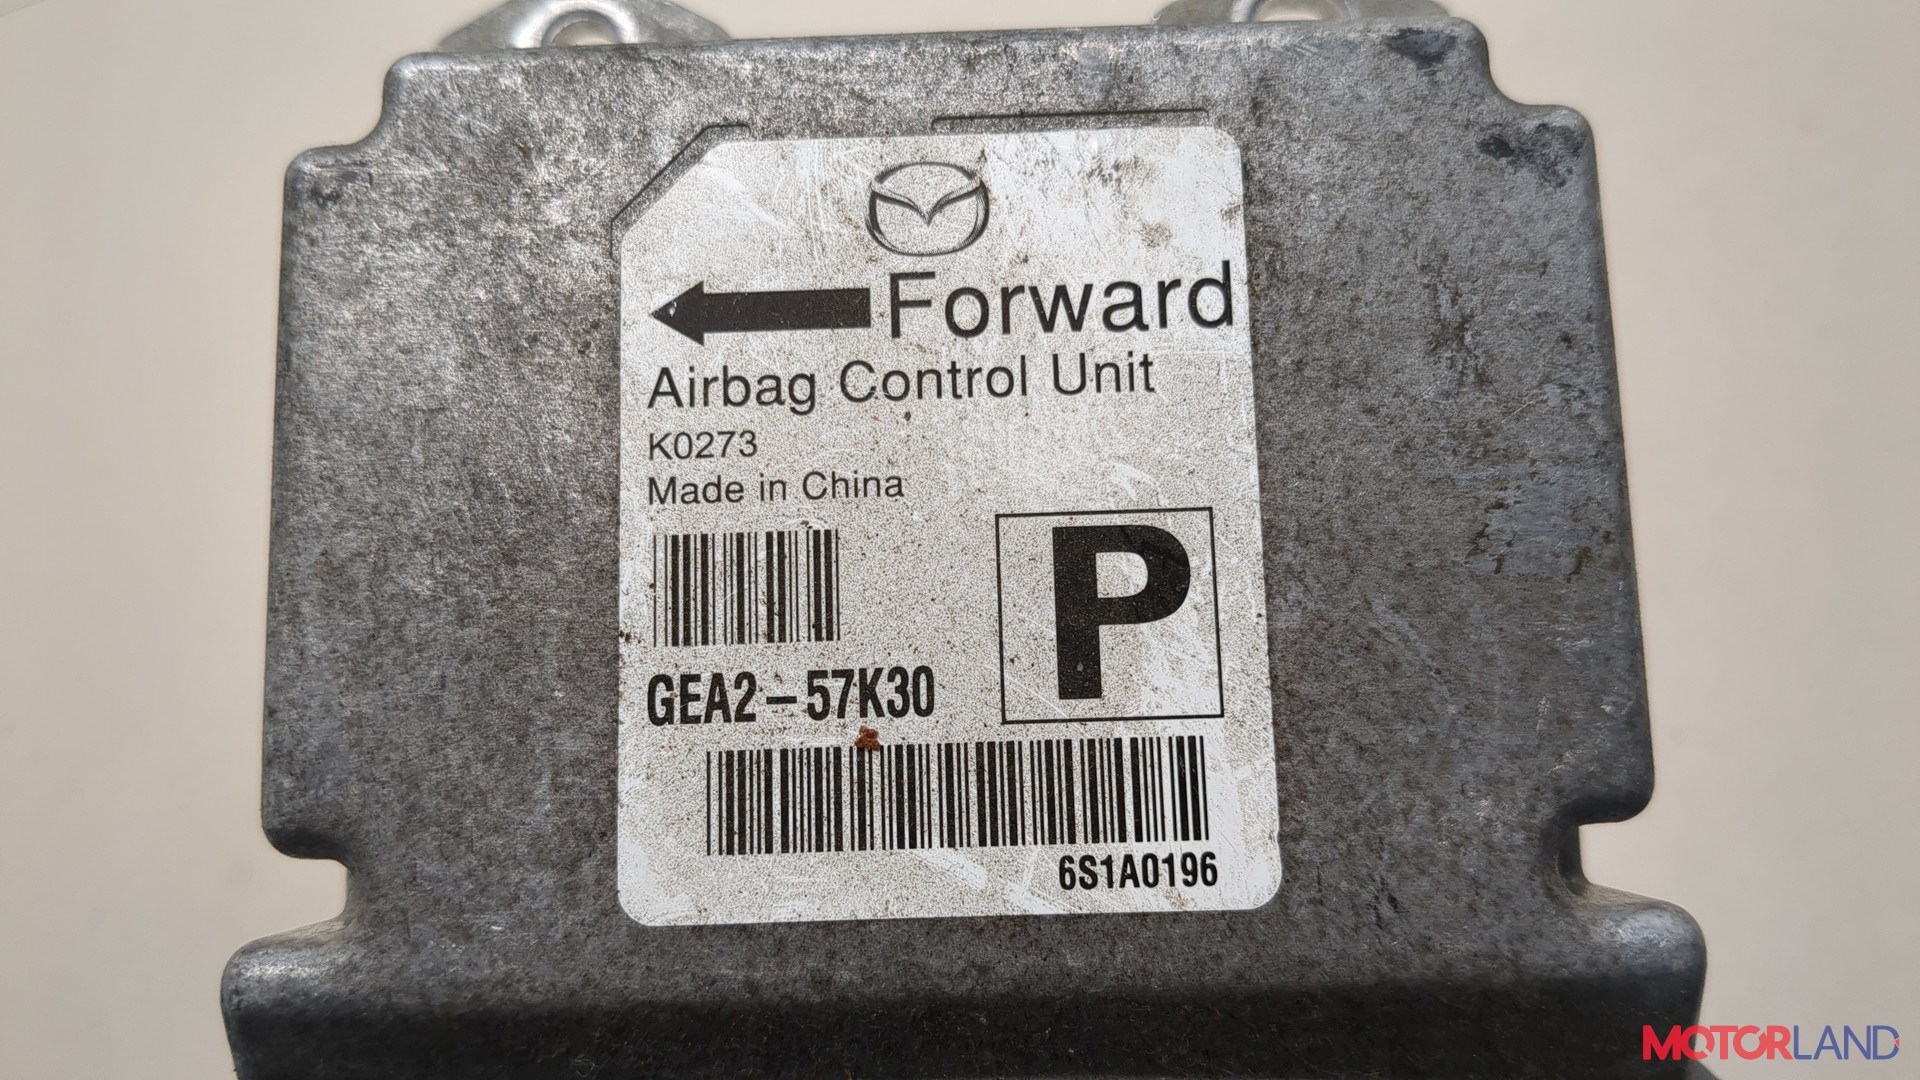 Forward
Airbag Control Unit
K0273
Made in China
P
GEA2-57K30
6S1A0196
MOTORLAND